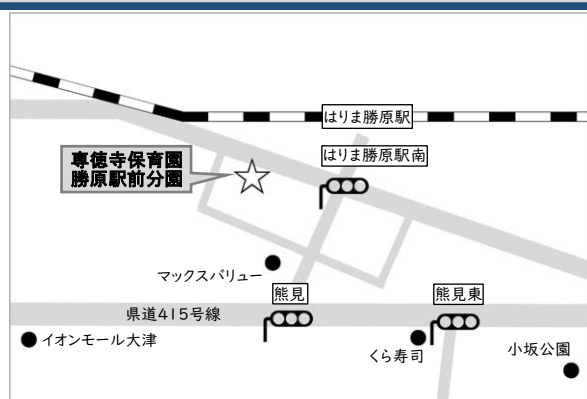 はりま勝原駅
はりま勝原駅南
専徳寺保育園
勝原駅前分園
マックスバリュー
熊見
熊見東
県道415号線
イオンモール大津
くら寿司
小坂公園